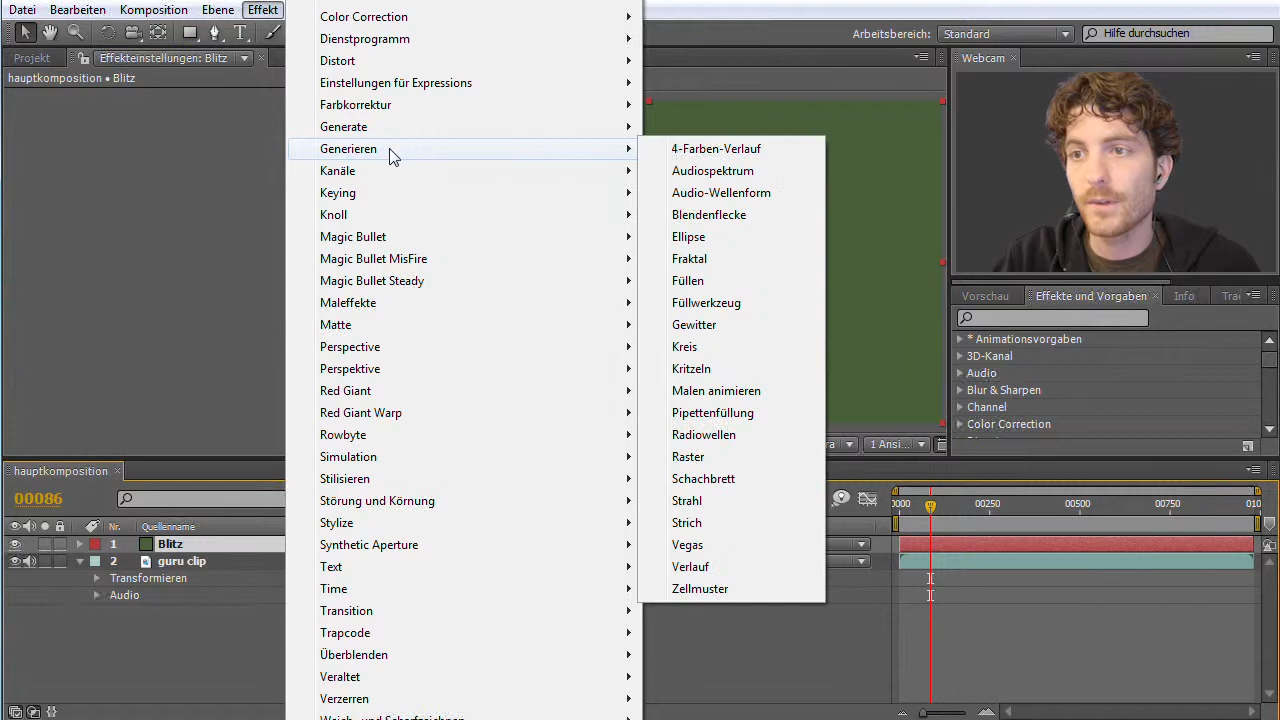 Datei
Bearbeiten
Komposition
Ebene
Effekt
Arbeitsbereich:
Standard
Hilfe durchsuchen
Projekt
Effekteinstellungen: Blitz
hauptkomposition • Blitz
Color Correction
Dienstprogramm
Distort
Einstellungen für Expressions
Farbkorrektur
Generate
Generieren
Kanäle
Keying
Knoll
Magic Bullet
Magic Bullet MisFire
Magic Bullet Steady
Maleffekte
Matte
Perspective
Perspektive
Red Giant
Red Giant Warp
Rowbyte
Simulation
Stilisieren
Störung und Körnung
Stylize
Synthetic Aperture
Text
Time
Transition
Trapcode
Überblenden
Veraltet
Verzerren
4-Farben-Verlauf
Audiospektrum
Audio-Wellenform
Blendenflecke
Ellipse
Fraktal
Füllen
Füllwerkzeug
Gewitter
Kreis
Kritzeln
Malen animieren
Pipettenfüllung
Radiowellen
Raster
Schachbrett
Strahl
Strich
Vegas
Verlauf
Zellmuster
Webcam
Vorschau
Effekte und Vorgaben
Info
Trac
* Animationsvorgaben
3D-Kanal
Audio
Blur & Sharpen
Channel
Color Correction
ra
1 Ansi...
hauptkomposition
00086
0000
00250
00500
00750
010
Nr.
Quellenname
1
Blitz
2
guru clip
Transformieren
Audio